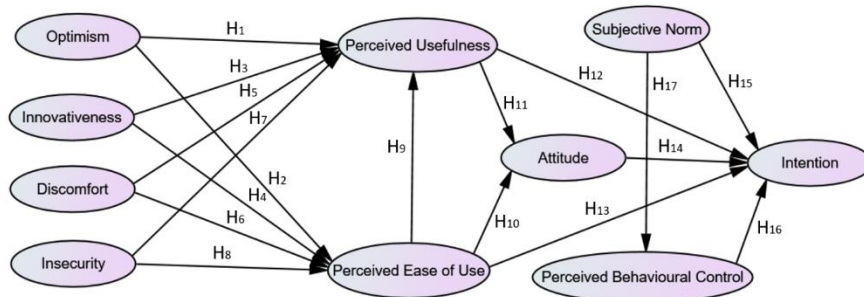 Optimism
H1
Perceived Usefulness
Subjective Norm
H3
H12
H17
H15
H5
Innovativeness
H7
H11
H9
Attitude
H14
Intention
Discomfort
H2
H4
H6
H10
H13
H16
Insecurity
H8
Perceived Ease of Use
Perceived Behavioural Control